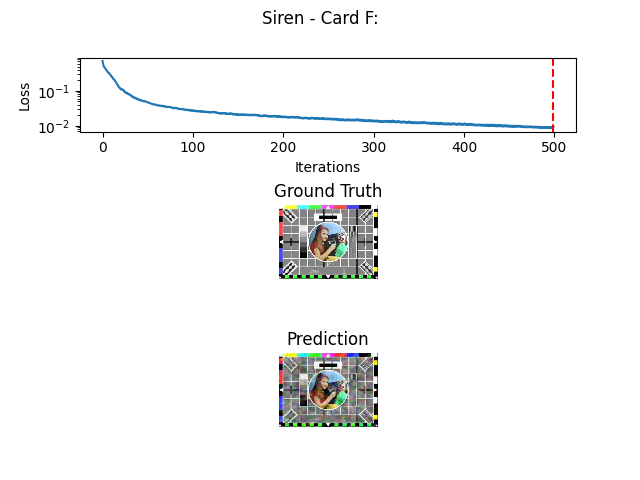 Siren - Card F:
Loss
10⁻¹
10⁻²
0 100 200 300 400 500
Iterations
Ground Truth
Prediction